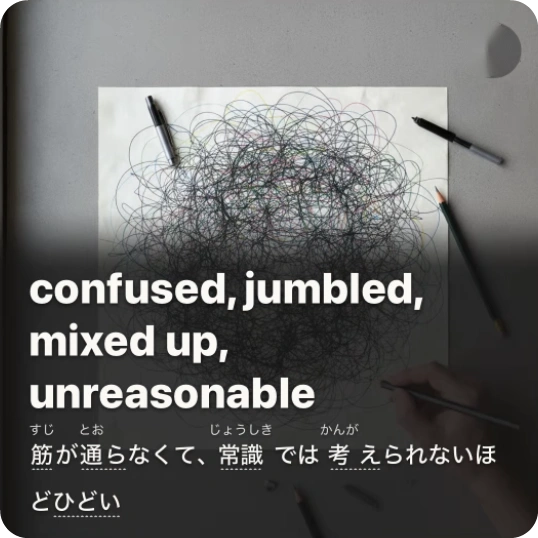 confused, jumbled,
mixed up,
unreasonable
すじ とお じょうしき かんが
筋が通らなくて、常識 では 考 えられないほ
どひどい